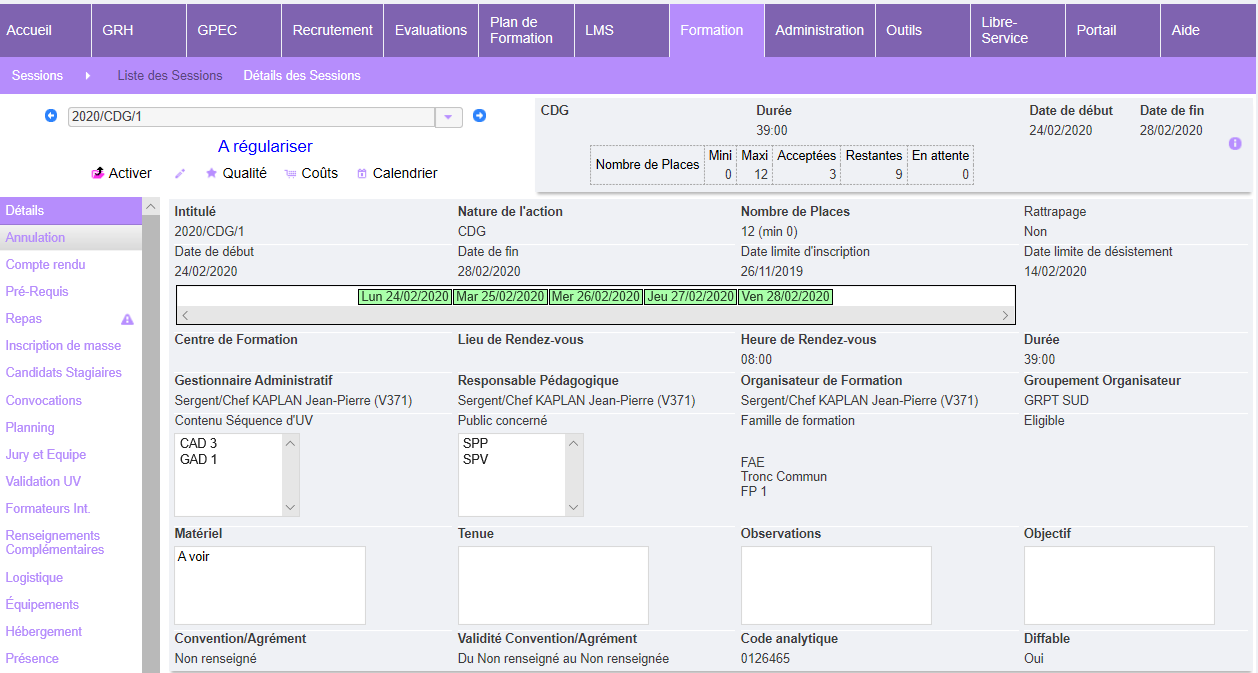 Accueil GRH GPEC Recrutement Evaluations Plan de Formation LMS Formation Administration Outils Libre-Service Portail Aide
Sessions Liste des Sessions Détails des Sessions
2020/CDG/1
A régulariser
Activer Qualité Coûts Calendrier
CDG Durée Date de début Date de fin
39:00 24/02/2020 28/02/2020
Nombre de Places Mini Maxi Acceptées Restantes En attente
0 12 3 9 0
Détails
Annulation
Compte rendu
Pré-Requis
Repas
Inscription de masse
Candidats Stagiaires
Convocations
Planning
Jury et Equipe
Validation UV
Formateurs Int.
Renseignements
Complémentaires
Logistique
Équipements
Hébergement
Présence
Intitulé Nature de l'action Nombre de Places Rattrapage
2020/CDG/1 CDG 12 (min 0) Non
Date de début Date de fin Date limite d'inscription Date limite de désistement
24/02/2020 28/02/2020 26/11/2019 14/02/2020
Lun 24/02/2020 Mar 25/02/2020 Mer 26/02/2020 Jeu 27/02/2020 Ven 28/02/2020
Centre de Formation Lieu de Rendez-vous Heure de Rendez-vous Durée
08:00 39:00
Gestionnaire Administratif Responsable Pédagogique Organisateur de Formation Groupement Organisateur
Sergent/Chef KAPLAN Jean-Pierre (V371) Sergent/Chef KAPLAN Jean-Pierre (V371) Sergent/Chef KAPLAN Jean-Pierre (V371) GRPT SUD
Contenu Séquence d'UV Public concerné Famille de formation Eligible
CAD 3 SPP
GAD 1 SPV
FAE
Tronc Commun
FP 1
Matériel Tenue Observations Objectif
A voir
Convention/Agrément Validité Convention/Agrément Code analytique Diffable
Non renseigné Du Non renseigné au Non renseignée 0126465 Oui